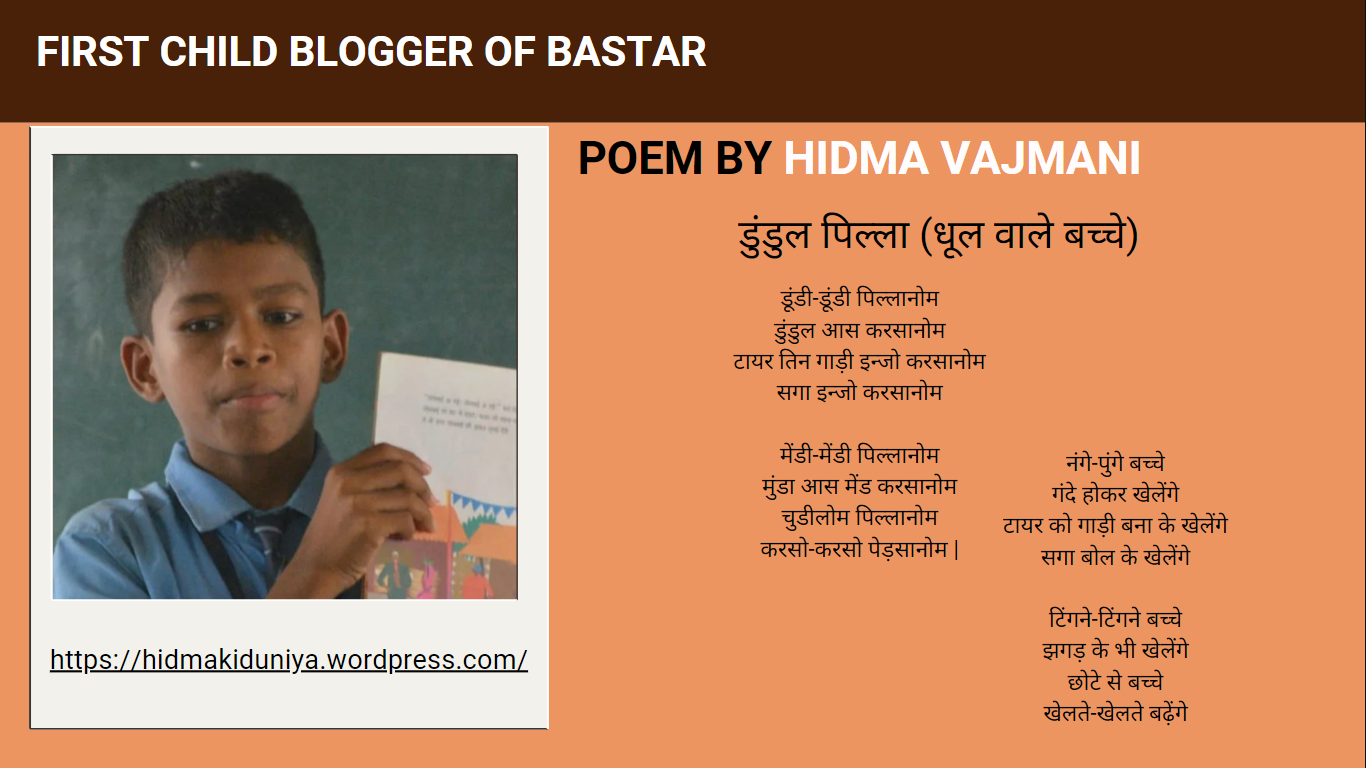 FIRST CHILD BLOGGER OF BASTAR
POEM BY HIDMA VAJMANI
डुंडुल पिल्ला (धूल वाले बच्चे)
डूंडी-डूंडी पिल्लानोम
डुंडुल आस करसानोम
टायर तिन गाड़ी इन्जो करसानोम
सगा इन्जो करसानोम
मेंडी-मेंडी पिल्लानोम
मुंडा आस मेंड करसानोम
चुडीलोम पिल्लानोम
करसो-करसो पेड़सानोम |
नंगे-पुंगे बच्चे
गंदे होकर खेलेंगे
टायर को गाड़ी बना के खेलेंगे
सगा बोल के खेलेंगे
टिंगने-टिंगने बच्चे
झगड़ के भी खेलेंगे
छोटे से बच्चे
खेलते-खेलते बढ़ेंगे
https://hidmakiduniya.wordpress.com/